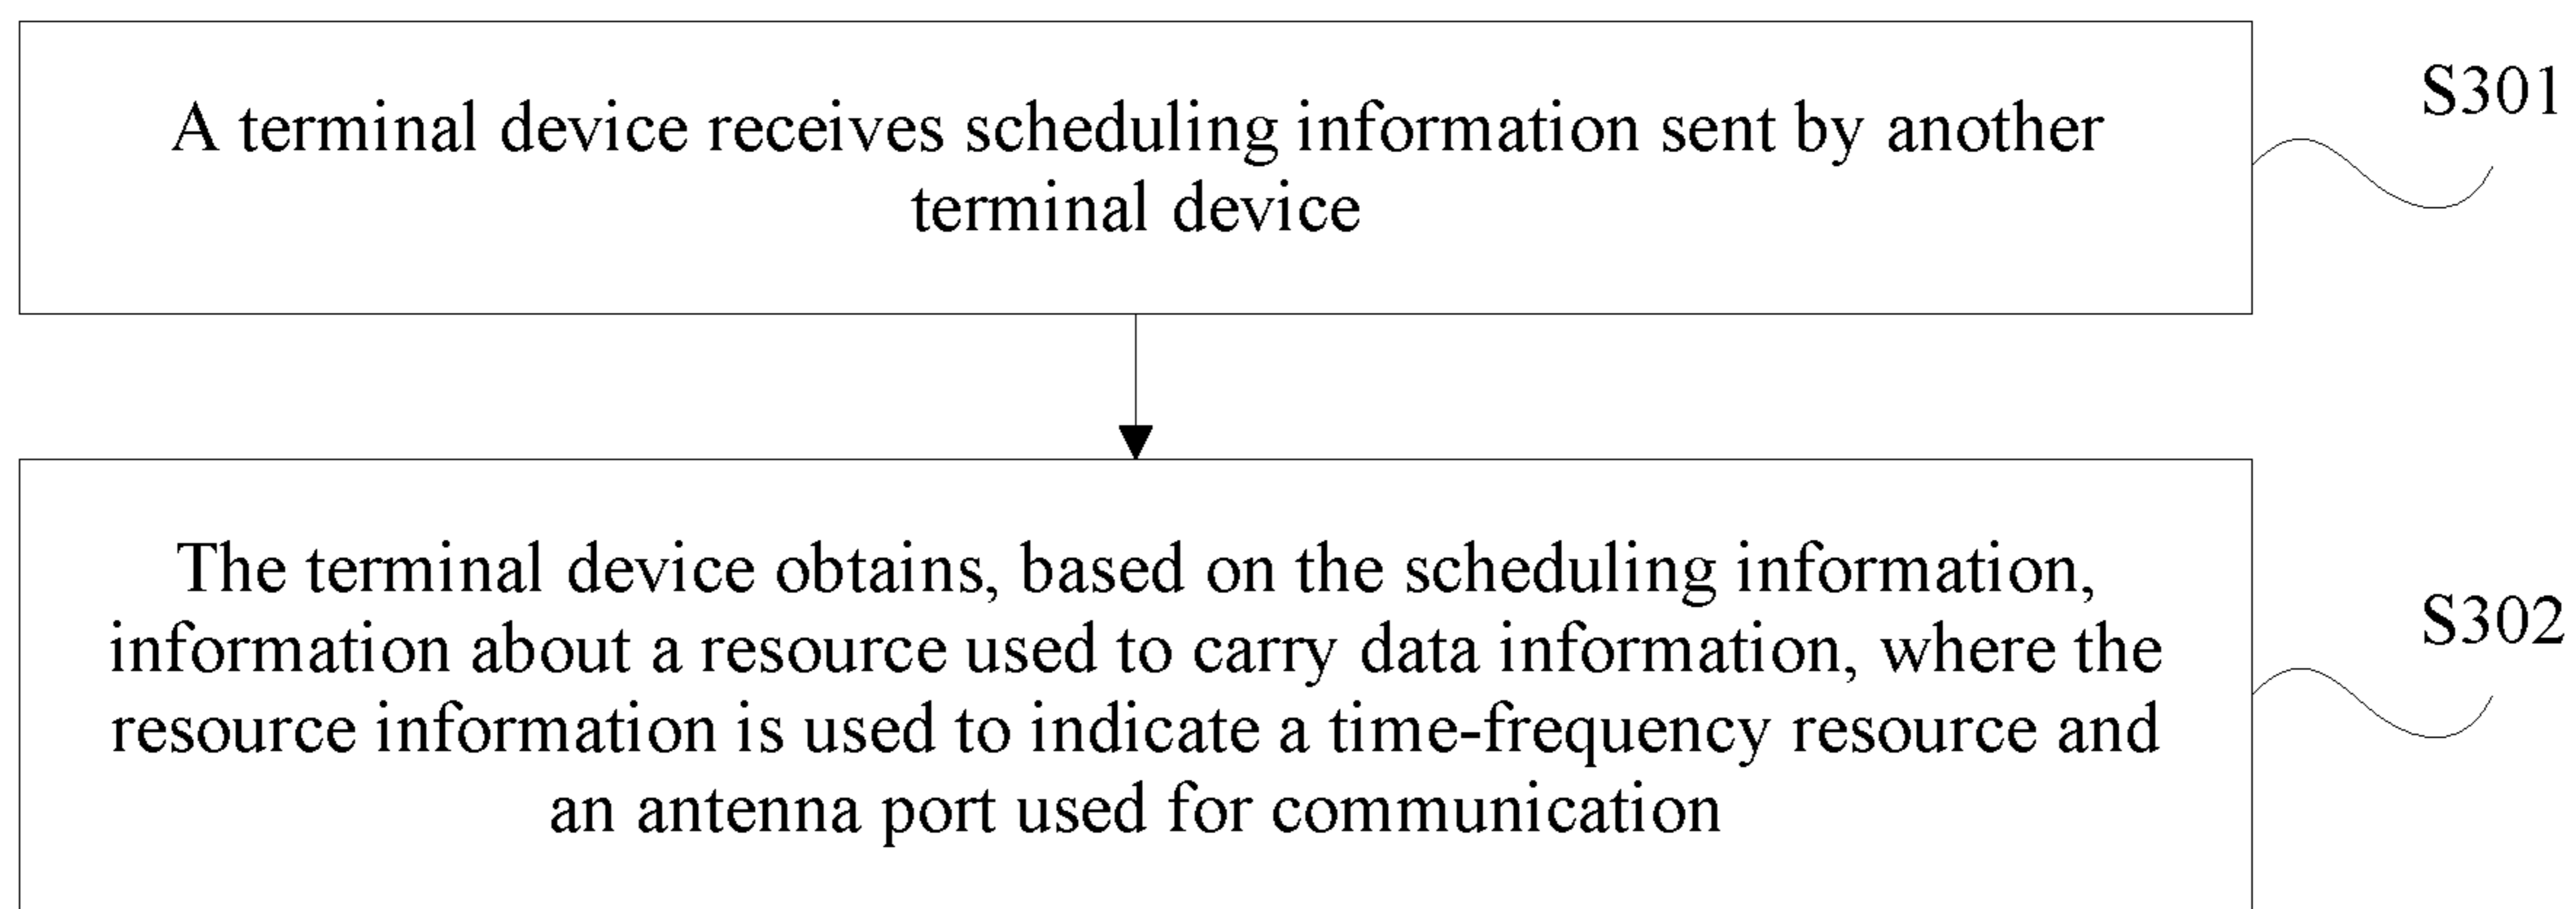 A terminal device receives scheduling information sent by another
terminal device
S301
The terminal device obtains, based on the scheduling information,
information about a resource used to carry data information, where the
resource information is used to indicate a time-frequency resource and
an antenna port used for communication
S302